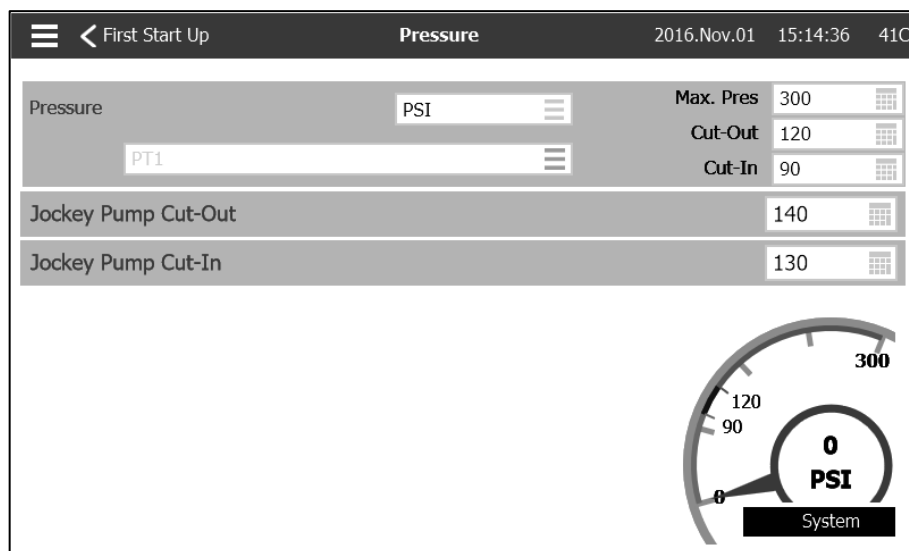 First Start Up Pressure 2016.Nov.01 15:14:36 41C
Pressure PSI Max. Pres 300
Cut-Out 120
PT1
Cut-In 90
Jockey Pump Cut-Out 140
Jockey Pump Cut-In 130
300
120
90
0
PSI
0
System